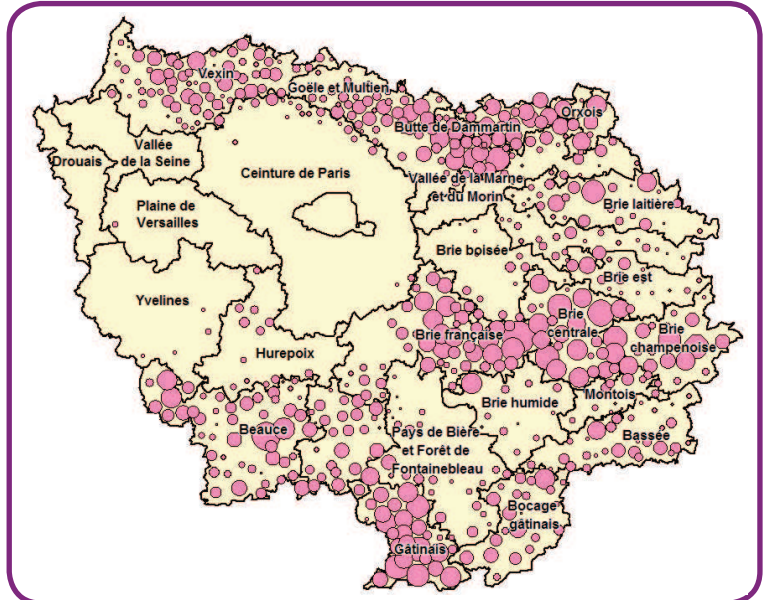 Vexin
Goële et Multien
Butte de Dammartin
Orxois
Vallée
de la Seine
Drouais
Ceinture de Paris
Vallée de la Marne
et du Morin
Brie laitière
Plaine de
Versailles
Brie boisée
Brie est
Yvelines
Brie
centrale
Brie française
Brie
champenoise
Hurepoix
Montois
Brie humide
Beauce
Bassée
Pays de Bière
et Forêt de
Fontainebleau
Bocage
gâtinais
Gâtinais